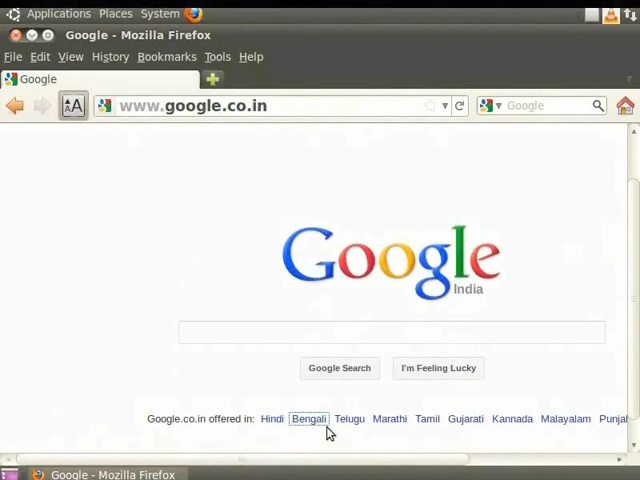 Applications Places System
Google - Mozilla Firefox
File Edit View History Bookmarks Tools Help
Google
AA www.google.co.in Google
Google
India
Google Search I'm Feeling Lucky
Google.co.in offered in: Hindi Bengali Telugu Marathi Tamil Gujarati Kannada Malayalam Punjal
Google - Mozilla Firefox